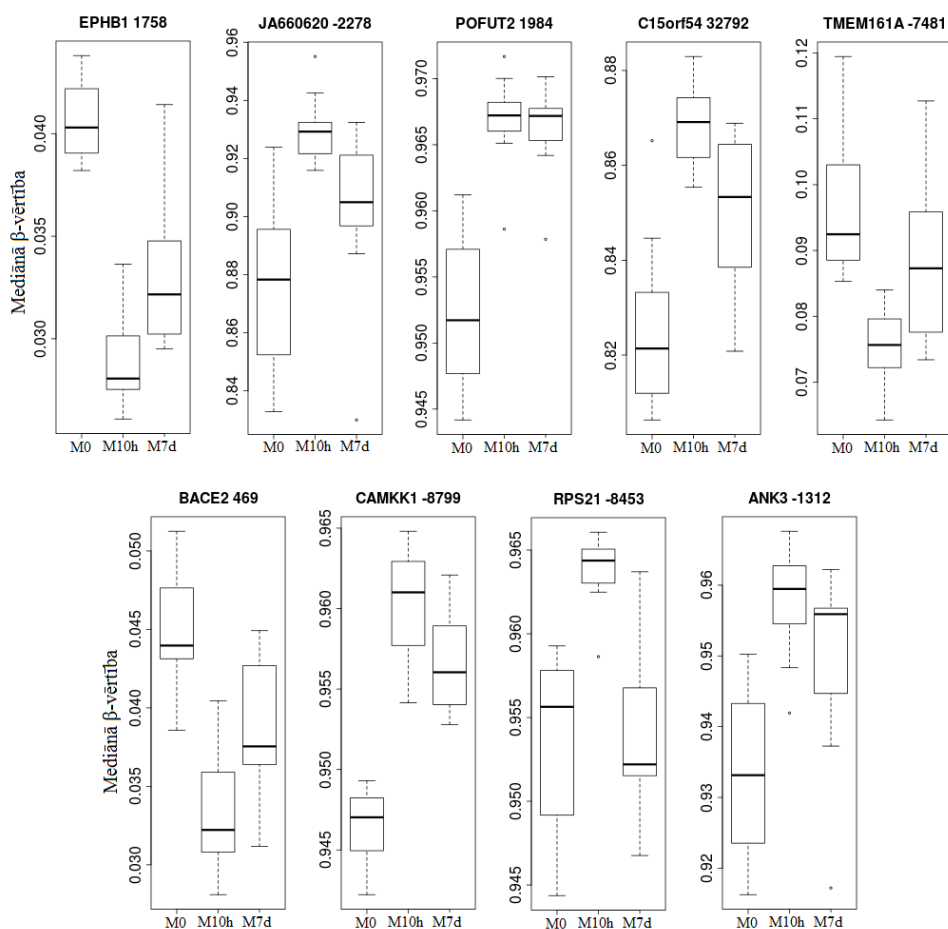 EPHB1 1758
JA660620 -2278
POFUT2 1984
C15orf54 32792
TMEM161A -7481
Mediānā β-vērtība
0.040
0.035
0.030
M0 M10h M7d
0.96
0.94
0.92
0.90
0.88
0.86
0.84
M0 M10h M7d
0.970
0.965
0.960
0.955
0.950
0.945
M0 M10h M7d
0.88
0.86
0.84
0.82
M0 M10h M7d
0.12
0.11
0.10
0.09
0.08
0.07
M0 M10h M7d
BACE2 469
CAMKK1 -8799
RPS21 -8453
ANK3 -1312
Mediānā β-vērtība
0.050
0.045
0.040
0.035
0.030
M0 M10h M7d
0.965
0.960
0.955
0.950
0.945
M0 M10h M7d
0.965
0.960
0.955
0.950
0.945
M0 M10h M7d
0.96
0.95
0.94
0.93
0.92
M0 M10h M7d